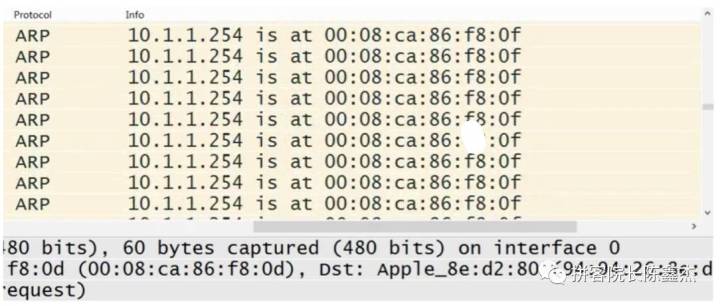 Protocol Info
ARP 10.1.1.254 is at 00:08:ca:86:f8:0f
ARP 10.1.1.254 is at 00:08:ca:86:f8:0f
ARP 10.1.1.254 is at 00:08:ca:86:f8:0f
ARP 10.1.1.254 is at 00:08:ca:86:f8:0f
ARP 10.1.1.254 is at 00:08:ca:86:f8:0f
ARP 10.1.1.254 is at 00:08:ca:86: :0f
ARP 10.1.1.254 is at 00:08:ca:86:f8:0f
ARP 10.1.1.254 is at 00:08:ca:86:f8:0f
ARP 10.1.1.254 is at 00:08:ca:86:f8:0f
480 bits), 60 bytes captured (480 bits) on interface 0
f8:0d (00:08:ca:86:f8:0d), Dst: Apple_8e:d2:80
request)
拼客院长陈鑫杰